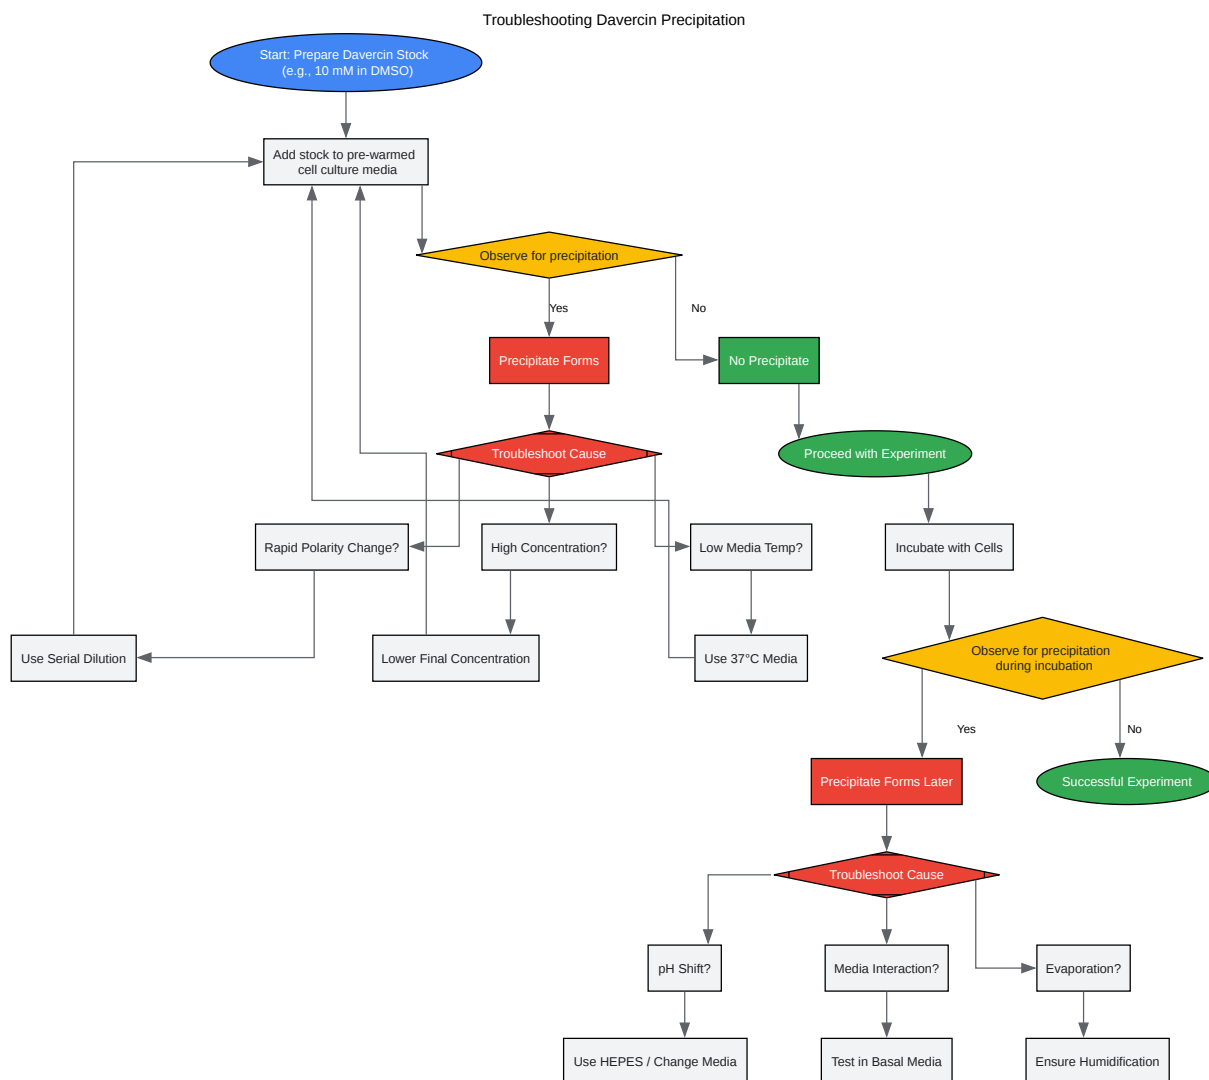 Troubleshooting Davercin Precipitation
Start: Prepare Davercin Stock
(e.g., 10 mM in DMSO)
Add stock to pre-warmed
cell culture media
Observe for precipitation
Yes
No
Precipitate Forms
No Precipitate
Troubleshoot Cause
Proceed with Experiment
Rapid Polarity Change?
High Concentration?
Low Media Temp?
Incubate with Cells
Use Serial Dilution
Lower Final Concentration
Use 37°C Media
Observe for precipitation
during incubation
Yes
No
Precipitate Forms Later
Successful Experiment
Troubleshoot Cause
pH Shift?
Media Interaction?
Evaporation?
Use HEPES / Change Media
Test in Basal Media
Ensure Humidification